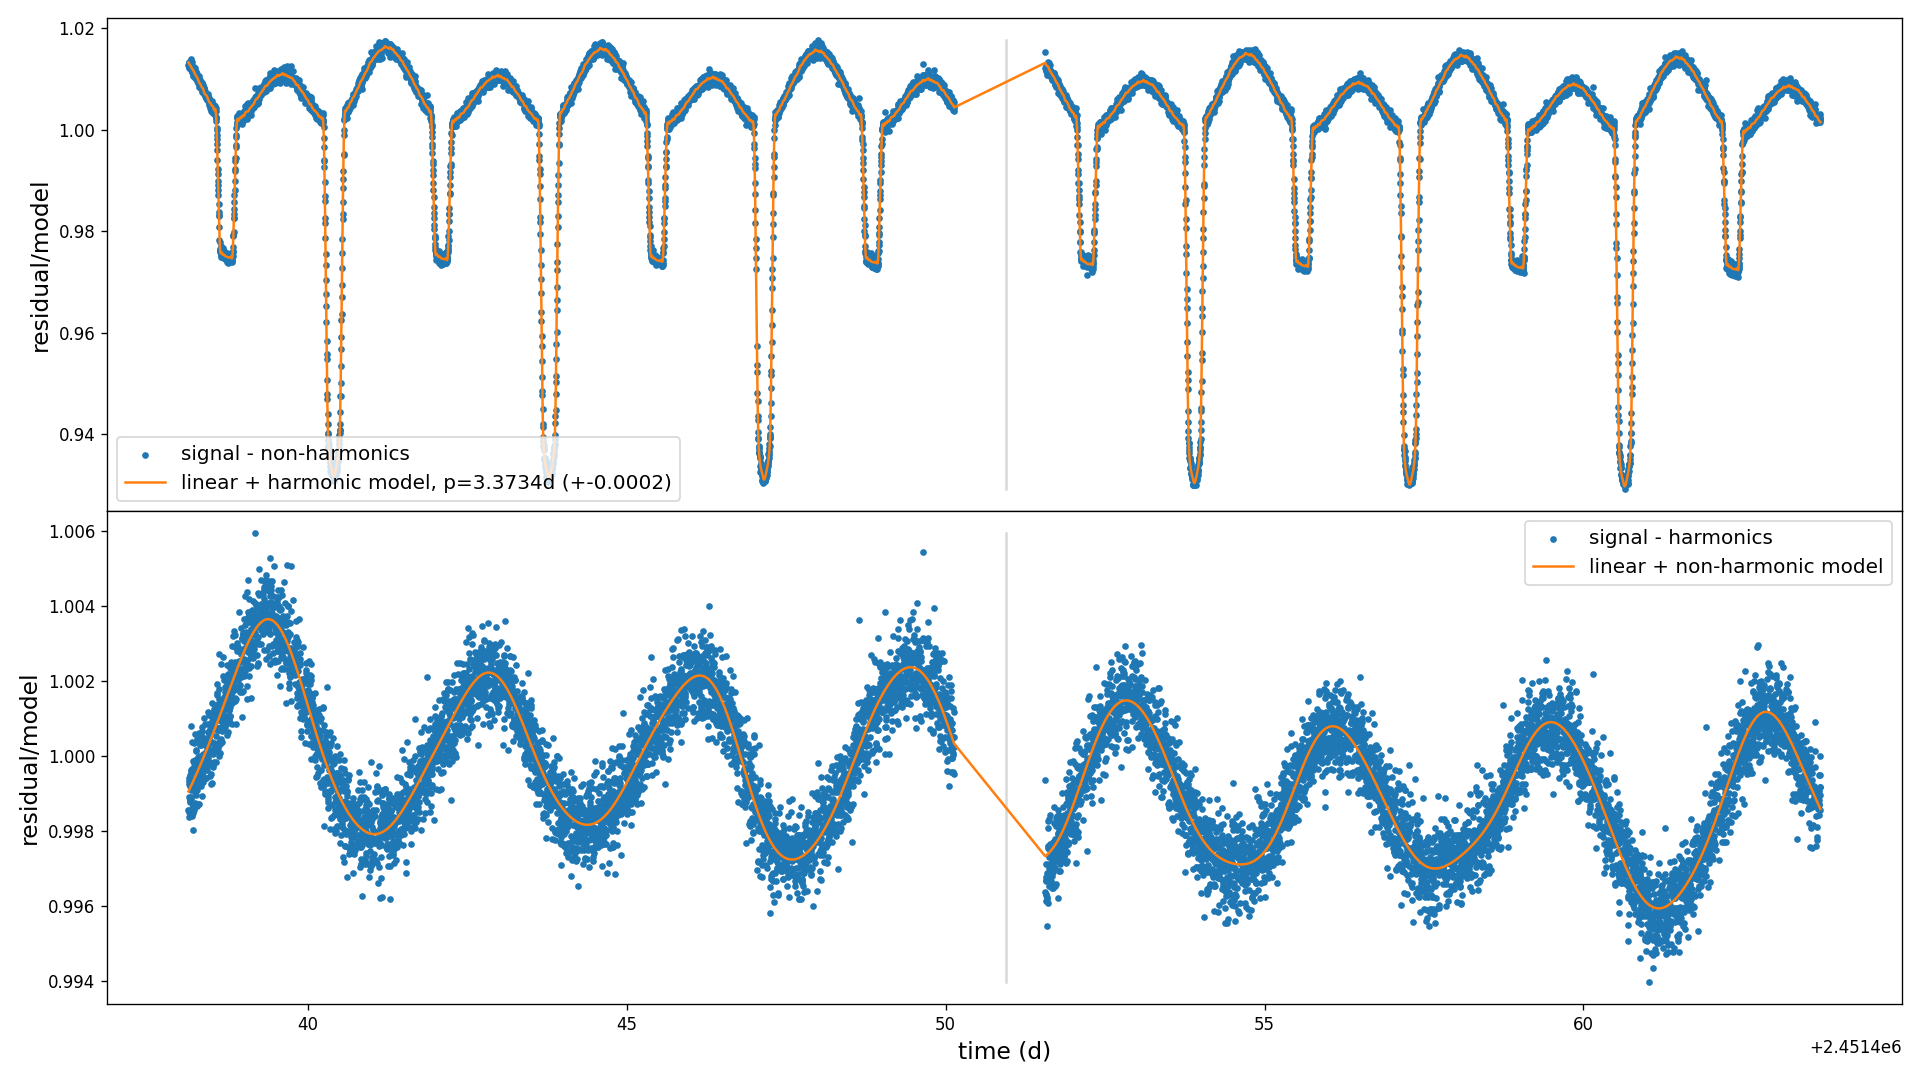 1.02
1.00
0.98
0.96
0.94
residual/model
signal - non-harmonics
linear + harmonic model, p=3.3734d (+-0.0002)
1.006
1.004
1.002
1.000
0.998
0.996
0.994
residual/model
signal - harmonics
linear + non-harmonic model
40
45
50
55
60
time (d)
+2.4514e6